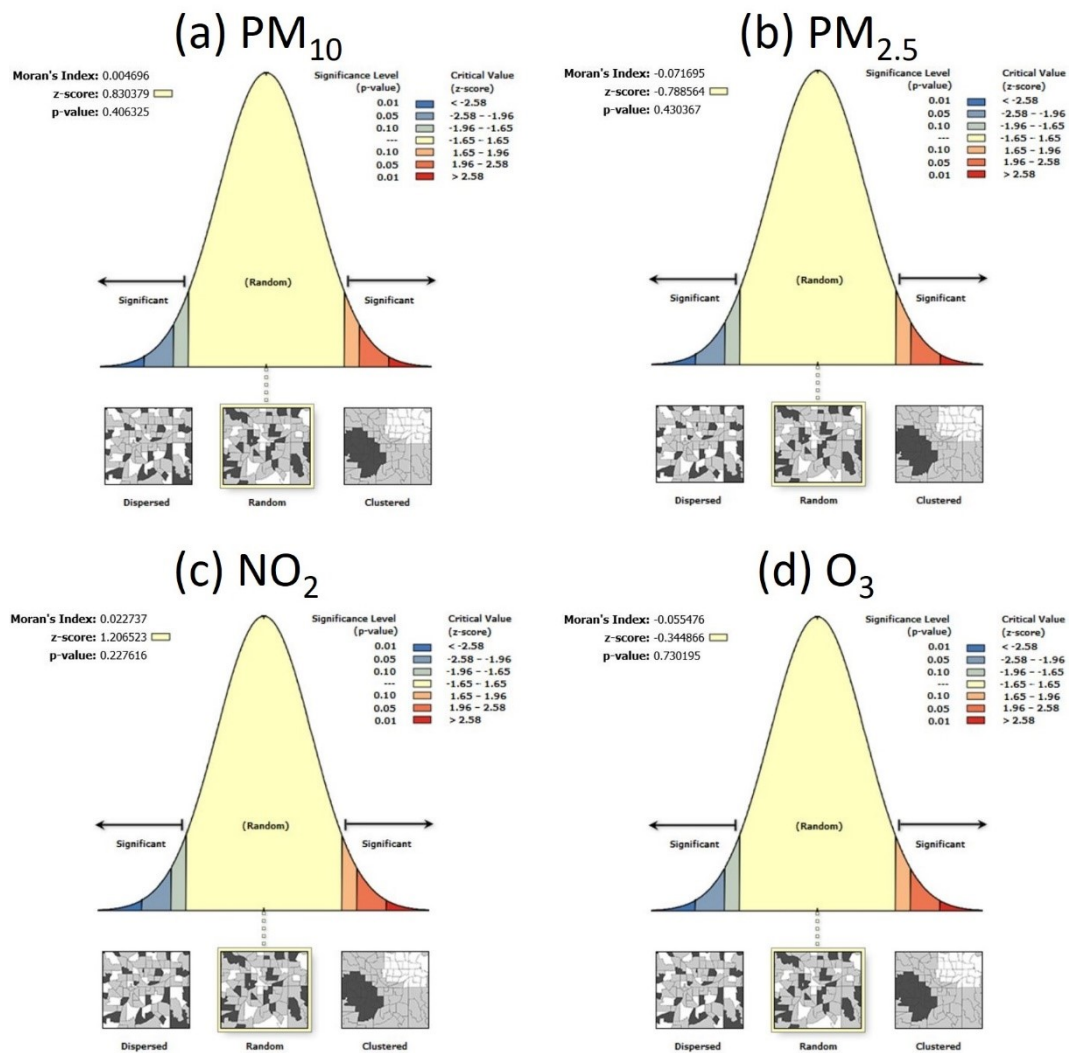 (a) PM10
Moran's Index: 0.004696
z-score: 0.830379
p-value: 0.406325
Significance Level
(p-value)
Critical Value
(z-score)
0.01 < -2.58
0.05 -2.58 - -1.96
0.10 -1.96 - -1.65
--- -1.65 - 1.65
0.10 1.65 - 1.96
0.05 1.96 - 2.58
0.01 > 2.58
Significant
(Random)
Significant
Dispersed
Random
Clustered
(b) PM2.5
Moran's Index: -0.071695
z-score: -0.788564
p-value: 0.430367
Significance Level
(p-value)
Critical Value
(z-score)
0.01 < -2.58
0.05 -2.58 - -1.96
0.10 -1.96 - -1.65
--- -1.65 - 1.65
0.10 1.65 - 1.96
0.05 1.96 - 2.58
0.01 > 2.58
Significant
(Random)
Significant
Dispersed
Random
Clustered
(c) NO2
Moran's Index: 0.022737
z-score: 1.206523
p-value: 0.227616
Significance Level
(p-value)
Critical Value
(z-score)
0.01 < -2.58
0.05 -2.58 - -1.96
0.10 -1.96 - -1.65
--- -1.65 - 1.65
0.10 1.65 - 1.96
0.05 1.96 - 2.58
0.01 > 2.58
Significant
(Random)
Significant
Dispersed
Random
Clustered
(d) O3
Moran's Index: -0.055476
z-score: -0.344866
p-value: 0.730195
Significance Level
(p-value)
Critical Value
(z-score)
0.01 < -2.58
0.05 -2.58 - -1.96
0.10 -1.96 - -1.65
--- -1.65 - 1.65
0.10 1.65 - 1.96
0.05 1.96 - 2.58
0.01 > 2.58
Significant
(Random)
Significant
Dispersed
Random
Clustered